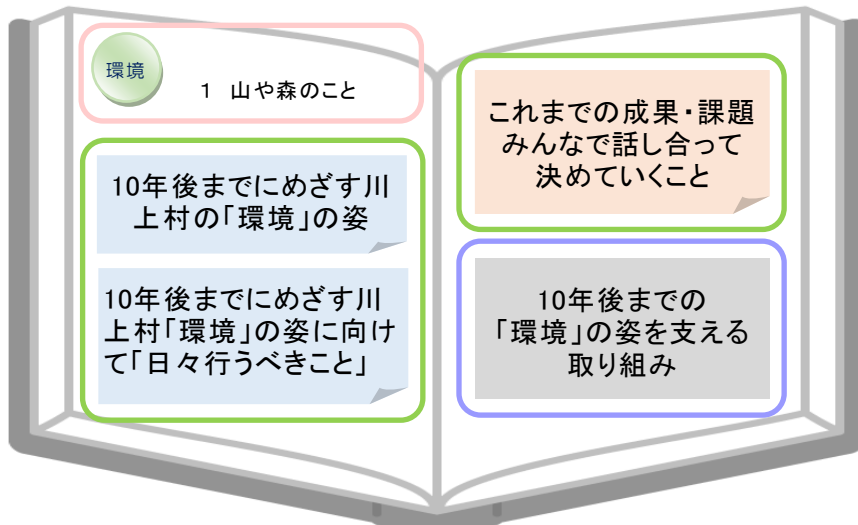 環境
1 山や森のこと
10年後までにめざす川
上村の「環境」の姿
10年後までにめざす川
上村「環境」の姿に向け
て「日々行うべきこと」
これまでの成果・課題
みんなで話し合って
決めていくこと
10年後までの
「環境」の姿を支える
取り組み